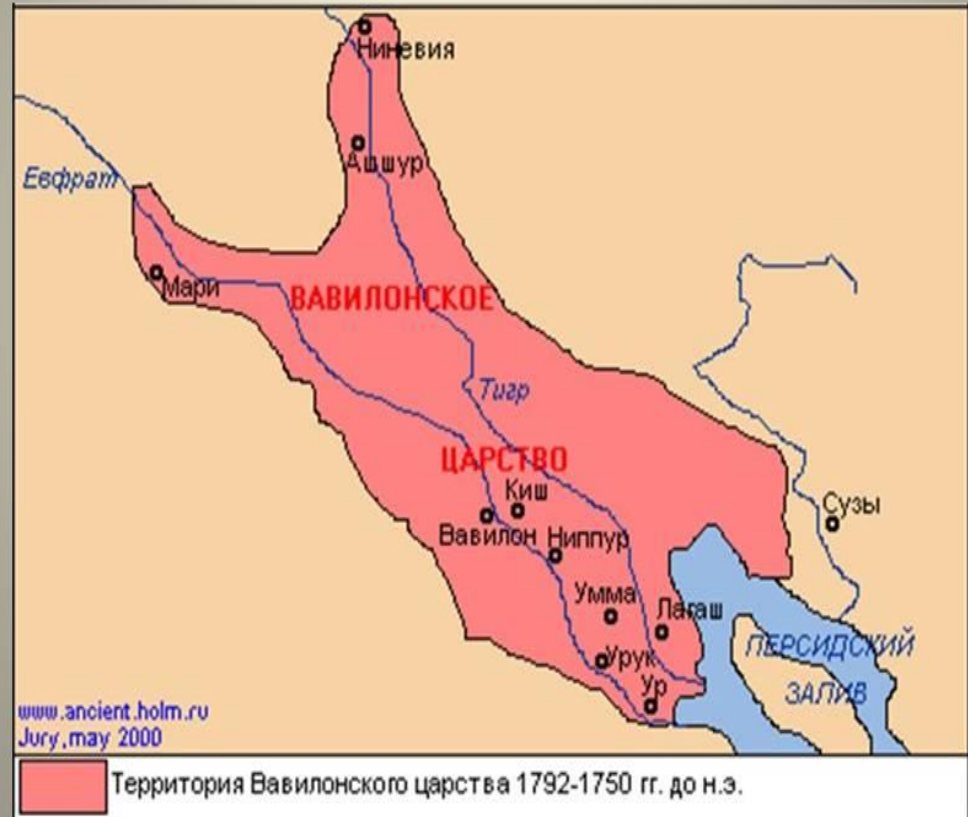 Ниневия
Ашшур
Евфрат
Мари
ВАВИЛОНСКОЕ
Тигр
ЦАРСТВО
Киш
Сузы
Вавилон
Ниппур
Умма
Лагаш
Урук
ПЕРСИДСКИЙ
ЗАЛИВ
Ур
www.ancient.holm.ru
Jury,may 2000
Территория Вавилонского царства 1792-1750 гг. до н.э.